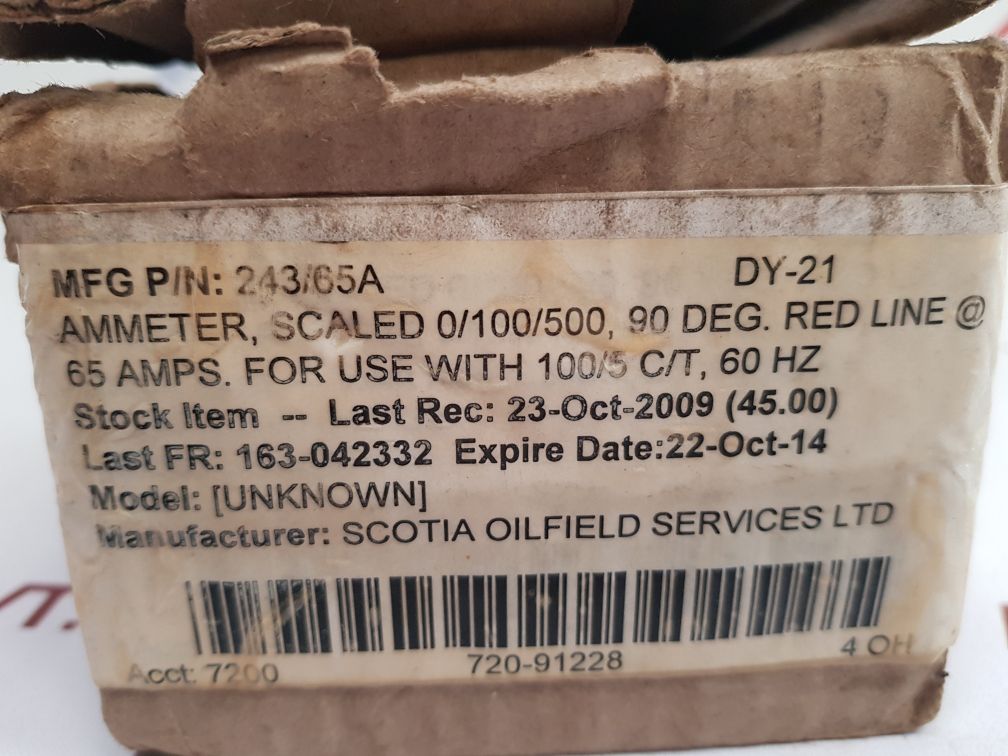 MFG P/N: 243/65A DY-21
AMMETER, SCALED 0/100/500, 90 DEG. RED LINE @
65 AMPS. FOR USE WITH 100/5 C/T, 60 HZ
Stock Item -- Last Rec: 23-Oct-2009 (45.00)
Last FR: 163-042332 Expire Date:22-Oct-14
Model: [UNKNOWN]
Manufacturer: SCOTIA OILFIELD SERVICES LTD
Acct: 7200 720-91228 4 OH